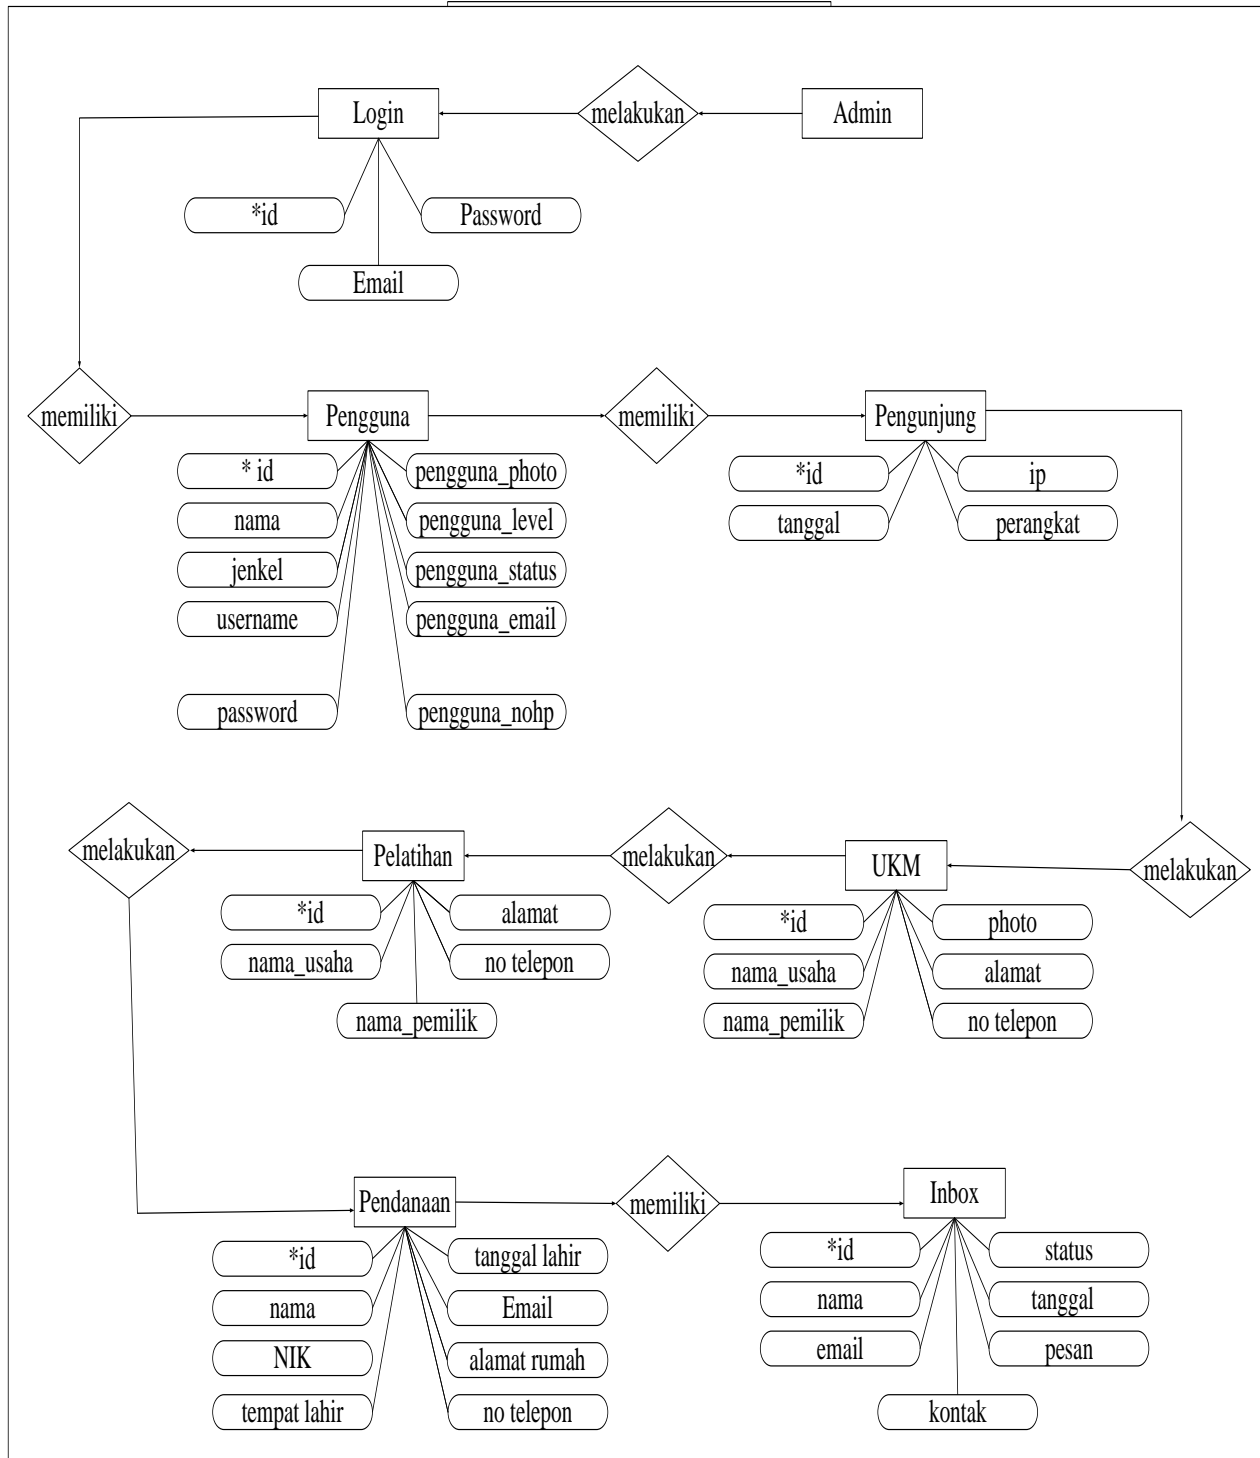 Login
melakukan
Admin
*id
Password
Email
memiliki
Pengguna
memiliki
Pengunjung
* id
pengguna_photo
nama
pengguna_level
jenkel
pengguna_status
username
pengguna_email
password
pengguna_nohp
*id
ip
tanggal
perangkat
melakukan
Pelatihan
melakukan
UKM
melakukan
*id
alamat
nama_usaha
no telepon
nama_pemilik
*id
photo
nama_usaha
alamat
nama_pemilik
no telepon
Pendanaan
memiliki
Inbox
*id
tanggal lahir
nama
Email
NIK
alamat rumah
tempat lahir
no telepon
*id
status
nama
tanggal
email
pesan
kontak